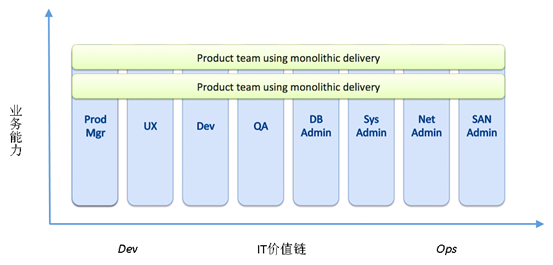 Product team using monolithic delivery
Product team using monolithic delivery
业务能力
Prod
Mgr
UX
Dev
QA
DB
Admin
Sys
Admin
Net
Admin
SAN
Admin
Dev
IT价值链
Ops